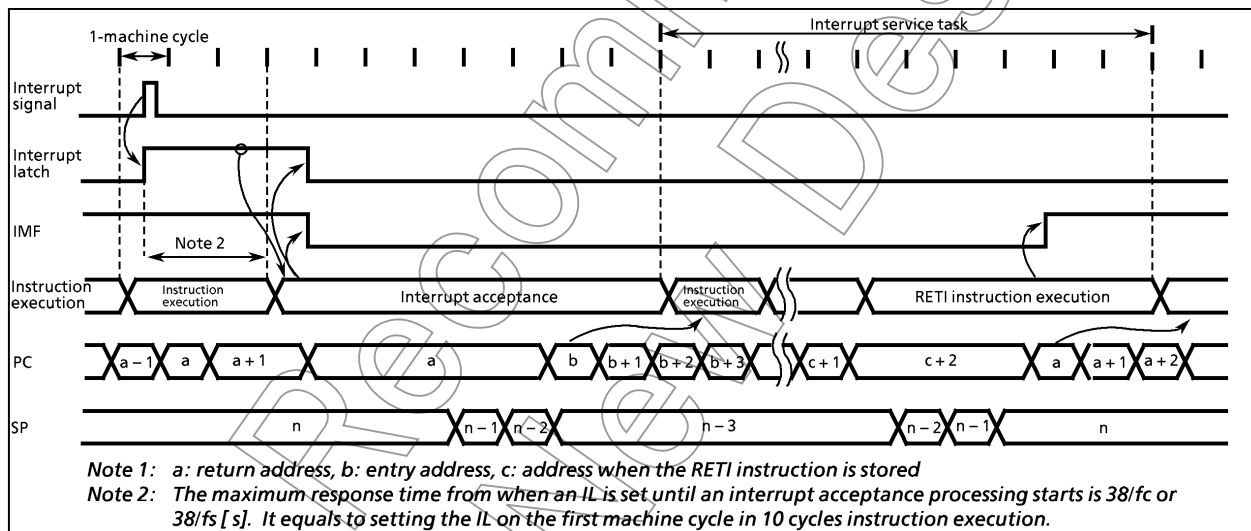 Interrupt service task
1-machine cycle
Interrupt
signal
Interrupt
latch
IMF
Note 2
Instruction
execution
Instruction
execution
Interrupt acceptance
Instruction
execution
RETI instruction execution
PC
a − 1
a
a + 1
a
b
b + 1
b + 2
b + 3
c + 1
c + 2
a
a + 1
a + 2
SP
n
n − 1
n − 2
n − 3
n − 2
n − 1
n
Note 1: a: return address, b: entry address, c: address when the RETI instruction is stored
Note 2: The maximum response time from when an IL is set until an interrupt acceptance processing starts is 38/fc or
38/fs [ s]. It equals to setting the IL on the first machine cycle in 10 cycles instruction execution.